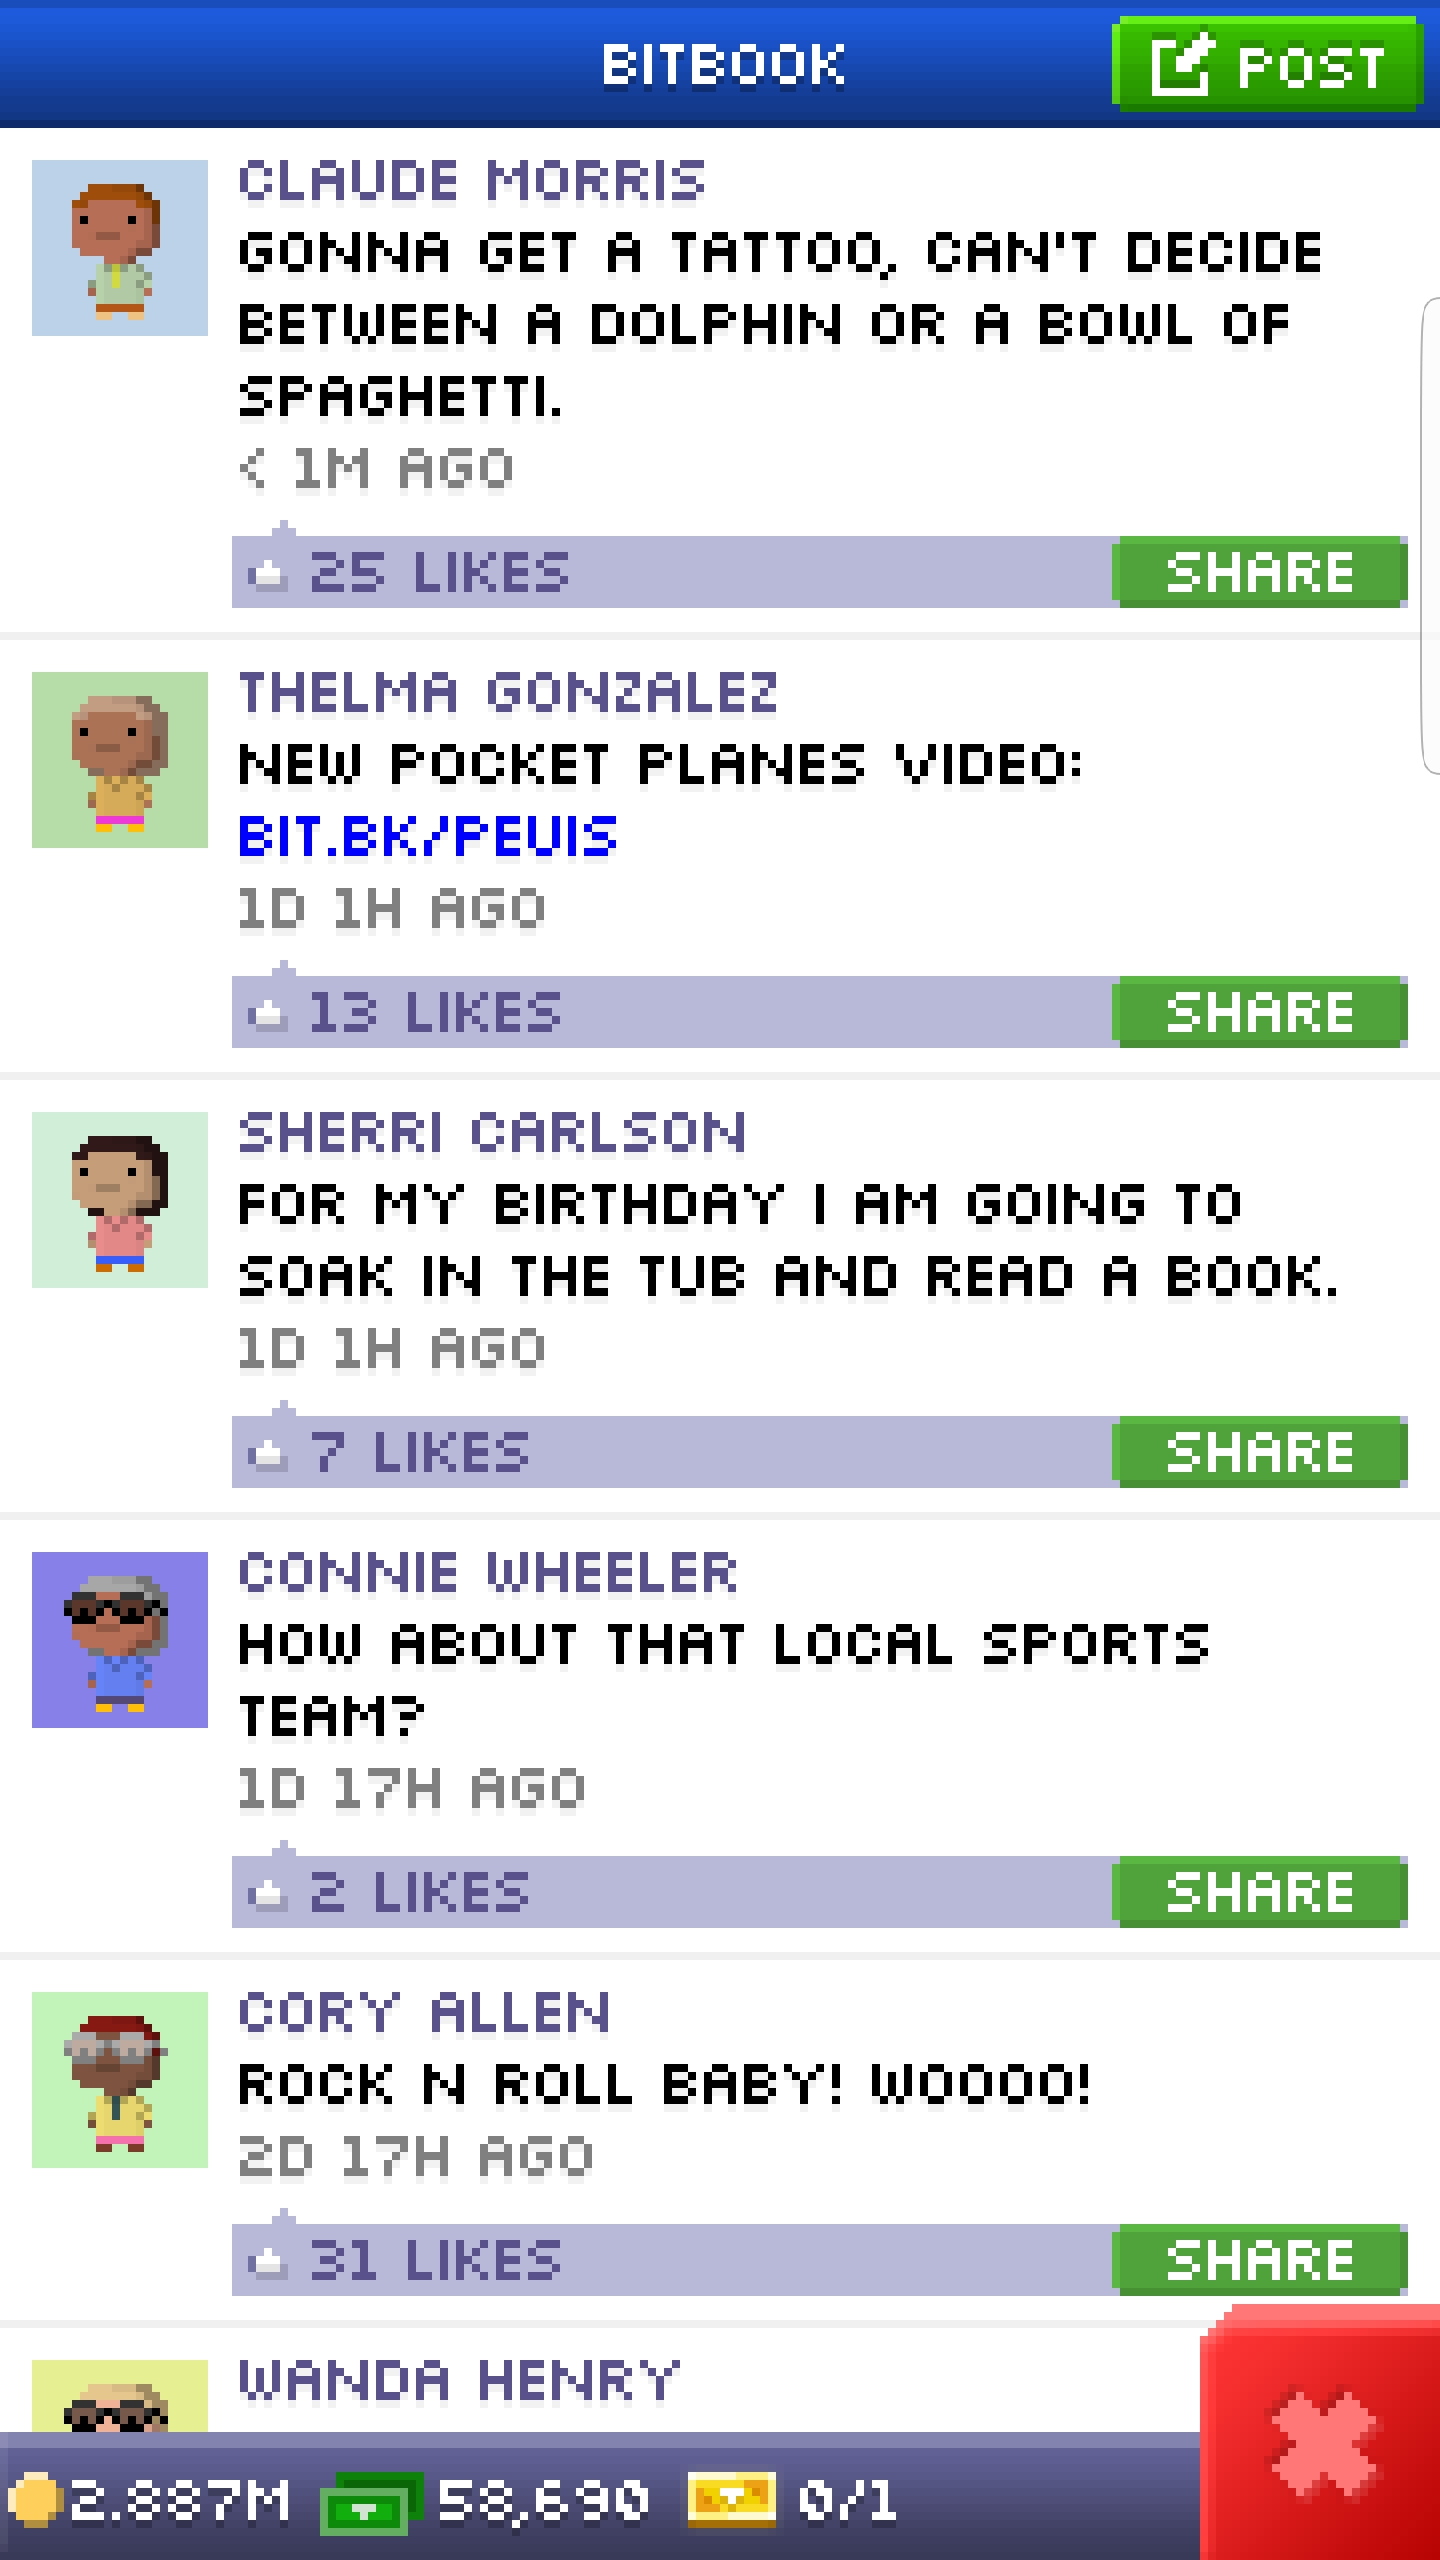 BITBOOK
POST
CLAUDE MORRIS
GONNA GET A TATTOO, CAN'T DECIDE
BETWEEN A DOLPHIN OR A BOWL OF
SPAGHETTI.
< 1M AGO
25 LIKES
SHARE
THELMA GONZALEZ
NEW POCKET PLANES VIDEO:
BIT.BK/PEUIS
1D 1H AGO
13 LIKES
SHARE
SHERRI CARLSON
FOR MY BIRTHDAY I AM GOING TO
SOAK IN THE TUB AND READ A BOOK.
1D 1H AGO
7 LIKES
SHARE
CONNIE WHEELER
HOW ABOUT THAT LOCAL SPORTS
TEAM?
1D 17H AGO
2 LIKES
SHARE
CORY ALLEN
ROCK N ROLL BABY! WOOOO!
2D 17H AGO
31 LIKES
SHARE
WANDA HENRY
2.887M 58,690 0/1